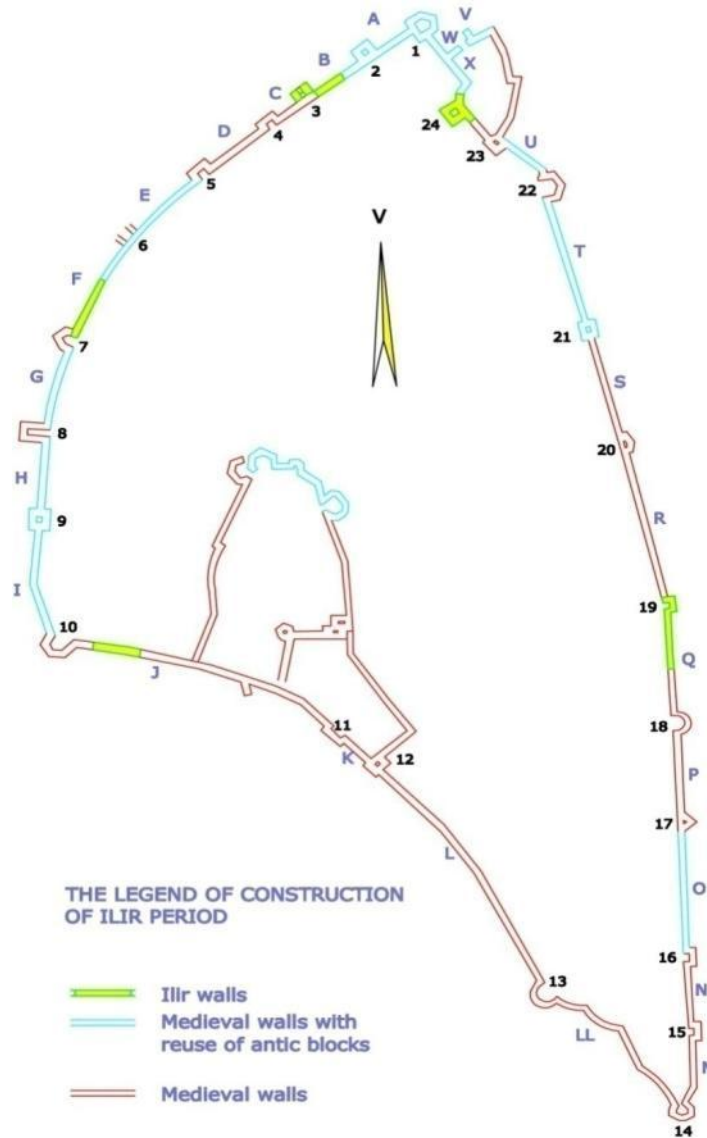 V
A
W
1
B
X
2
C
3
24
D
4
U
23
5
22
E
V
6
T
F
21
7
G
S
8
20
H
R
9
I
19
10
Q
J
18
11
12
K
P
17
L
O
THE LEGEND OF CONSTRUCTION
OF ILIR PERIOD
16
13
N
Ilir walls
Medieval walls with
reuse of antic blocks
15
LL
Medieval walls
14